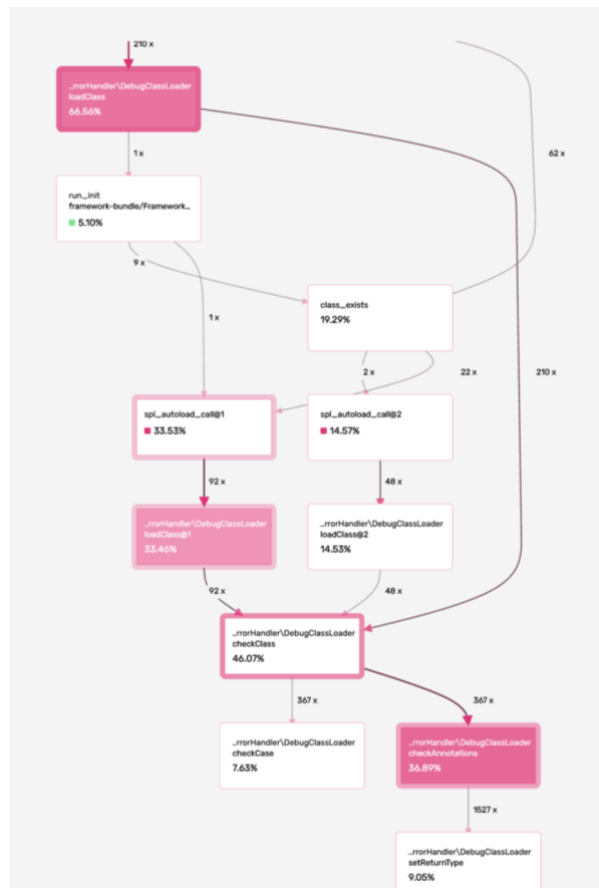 210 x
..rrorHandler\DebugClassLoader
loadClass
66.56%
1 x
62 x
run_init
framework-bundle/Framework...
5.10%
9 x
class_exists
19.29%
1 x
2 x
22 x
210 x
spl_autoload_call@1
33.53%
spl_autoload_call@2
14.57%
92 x
48 x
..rrorHandler\DebugClassLoader
loadClass@1
33.46%
..rrorHandler\DebugClassLoader
loadClass@2
14.53%
92 x
48 x
..rrorHandler\DebugClassLoader
checkClass
46.07%
367 x
367 x
..rrorHandler\DebugClassLoader
checkCase
7.63%
..rrorHandler\DebugClassLoader
checkAnnotations
36.89%
1527 x
..rrorHandler\DebugClassLoader
setReturnType
9.05%